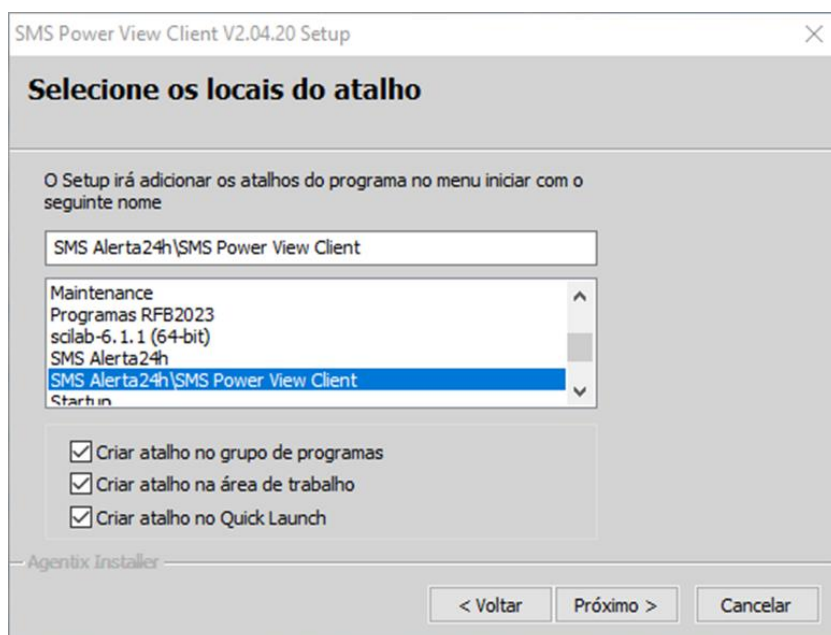 SMS Power View Client V2.04.20 Setup
Selecione os locais do atalho
O Setup irá adicionar os atalhos do programa no menu iniciar com o
seguinte nome
SMS Alerta24h\SMS Power View Client
Maintenance
Programas RFB2023
scilab-6.1.1 (64-bit)
SMS Alerta24h
SMS Alerta24h\SMS Power View Client
Startup
Criar atalho no grupo de programas
Criar atalho na área de trabalho
Criar atalho no Quick Launch
Agentix Installer
< Voltar Próximo > Cancelar